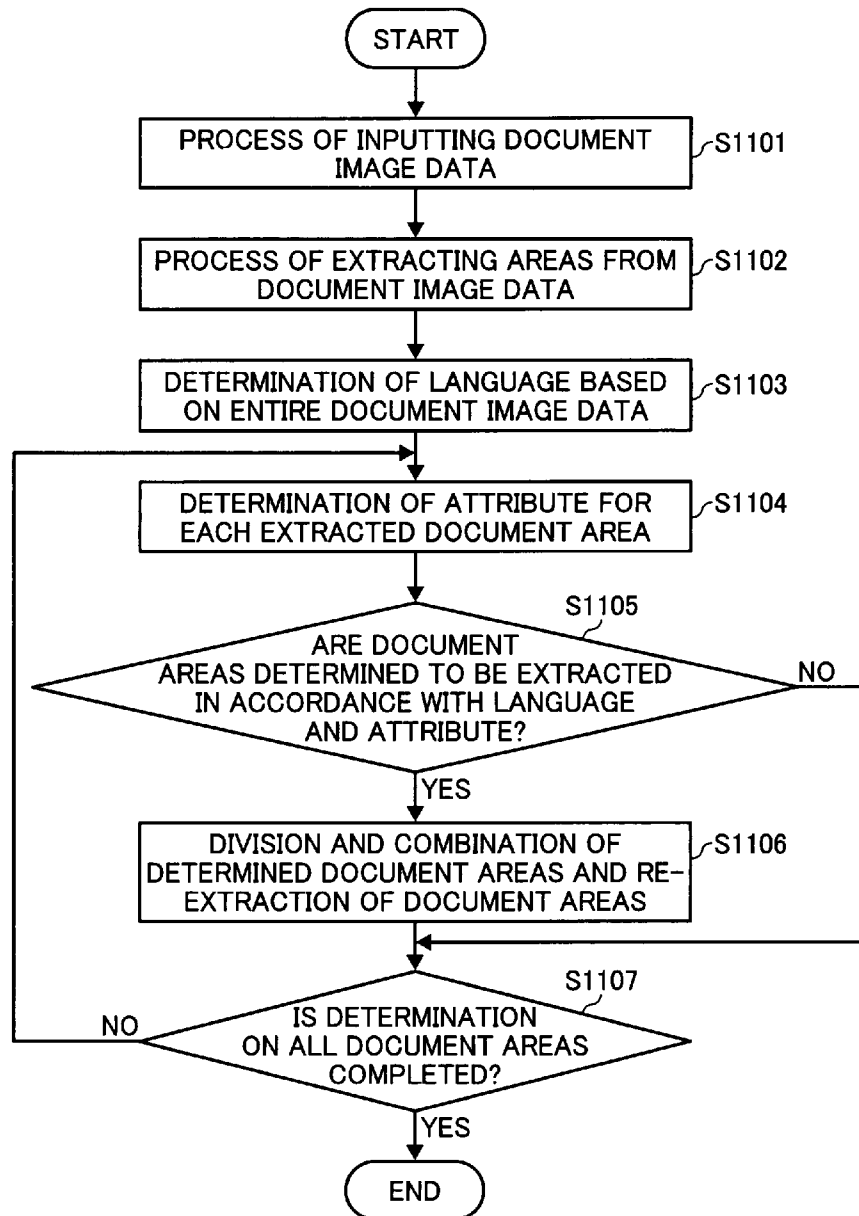 START
PROCESS OF INPUTTING DOCUMENT
IMAGE DATA
S1101
PROCESS OF EXTRACTING AREAS FROM
DOCUMENT IMAGE DATA
S1102
DETERMINATION OF LANGUAGE BASED
ON ENTIRE DOCUMENT IMAGE DATA
S1103
DETERMINATION OF ATTRIBUTE FOR
EACH EXTRACTED DOCUMENT AREA
S1104
S1105
ARE DOCUMENT
AREAS DETERMINED TO BE EXTRACTED
IN ACCORDANCE WITH LANGUAGE
AND ATTRIBUTE?
NO
YES
DIVISION AND COMBINATION OF
DETERMINED DOCUMENT AREAS AND RE-
EXTRACTION OF DOCUMENT AREAS
S1106
S1107
IS DETERMINATION
ON ALL DOCUMENT AREAS
COMPLETED?
NO
YES
END